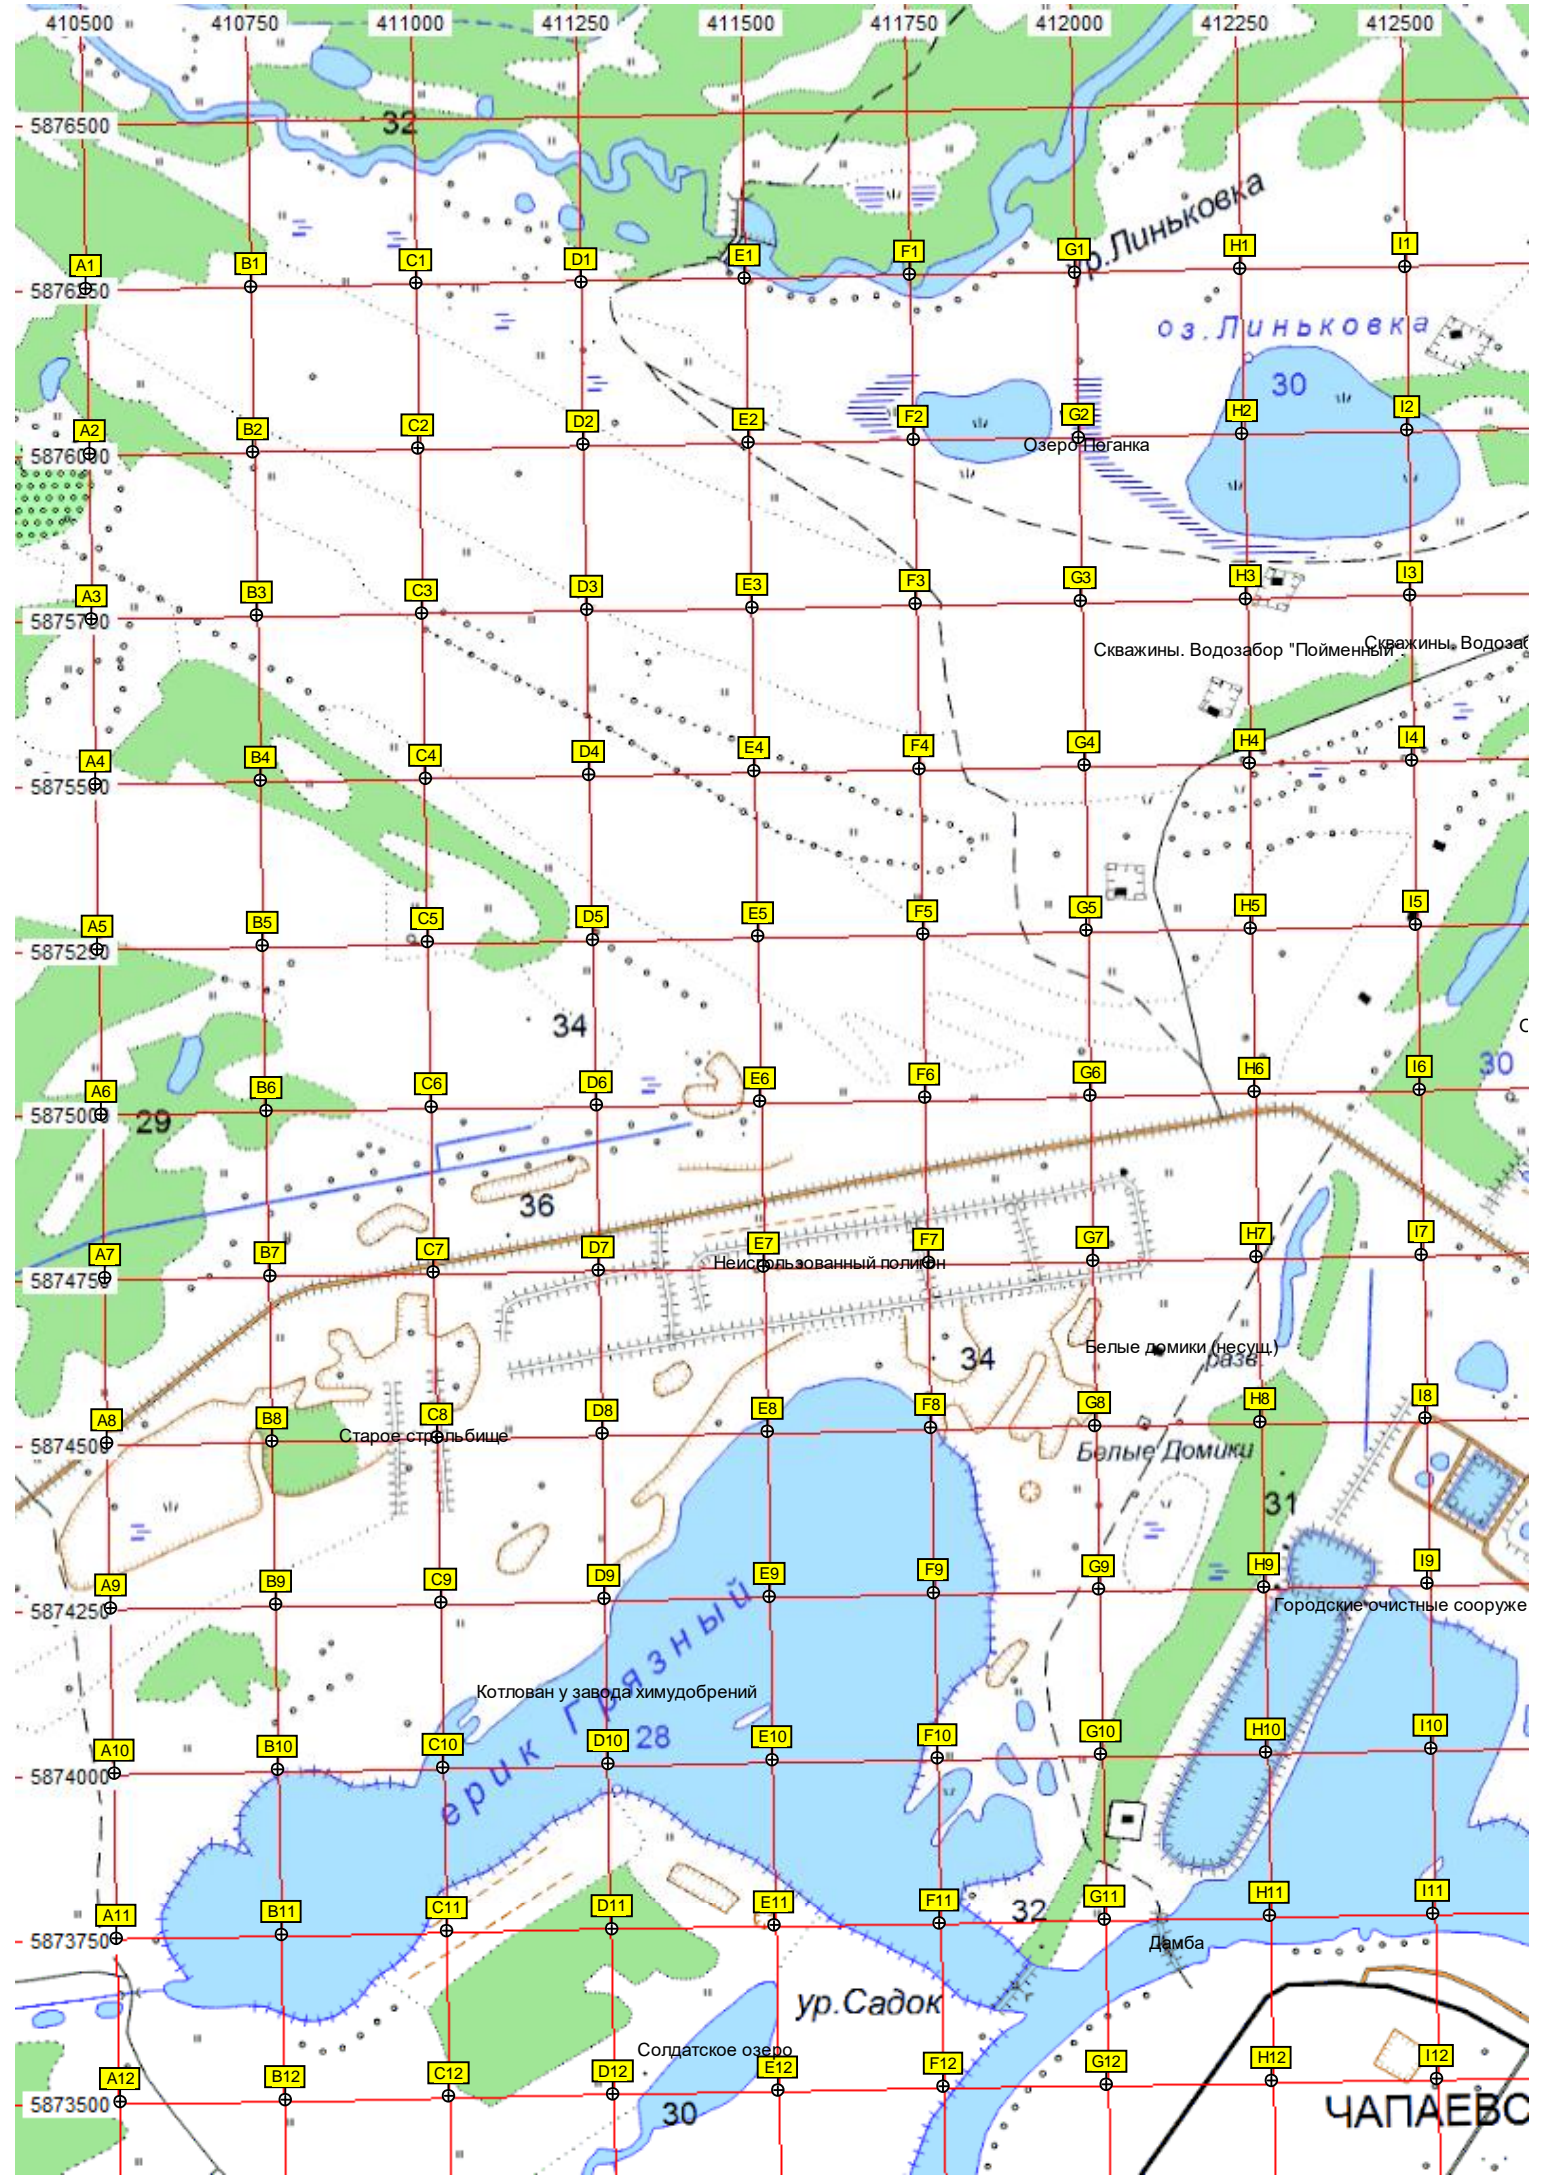 410500 410750 411000 411250 411500 411750 412000 412250 412500
5876500
32
ур.Линьковка
A1 B1 C1 D1 E1 F1 G1 H1 I1
5876250
оз.Линьковка
30
A2 B2 C2 D2 E2 F2 G2 H2 I2
5876000
Озеро Поганка
A3 B3 C3 D3 E3 F3 G3 H3 I3
5875750
Скважины. Водозабор "Пойменный".
Скважины. Водозаб
A4 B4 C4 D4 E4 F4 G4 H4 I4
5875500
A5 B5 C5 D5 E5 F5 G5 H5 I5
5875250
34
С
30
A6 B6 C6 D6 E6 F6 G6 H6 I6
5875000
29
36
A7 B7 C7 D7 E7 F7 G7 H7 I7
Неиспользованный полигон
5874750
34
Белые домики (несущ.)
разв.
A8 B8 C8 D8 E8 F8 G8 H8 I8
Старое стрельбище
5874500
Белые Домики
31
A9 B9 C9 D9 E9 F9 G9 H9 I9
5874250
Городские очистные сооруже
ерик Грязный
Котлован у завода химудобрений
28
A10 B10 C10 D10 E10 F10 G10 H10 I10
5874000
A11 B11 C11 D11 E11 F11 G11 H11 I11
32
5873750
Дамба
ур.Садок
Солдатское озеро
A12 B12 C12 D12 E12 F12 G12 H12 I12
5873500
30
ЧАПАЕВС